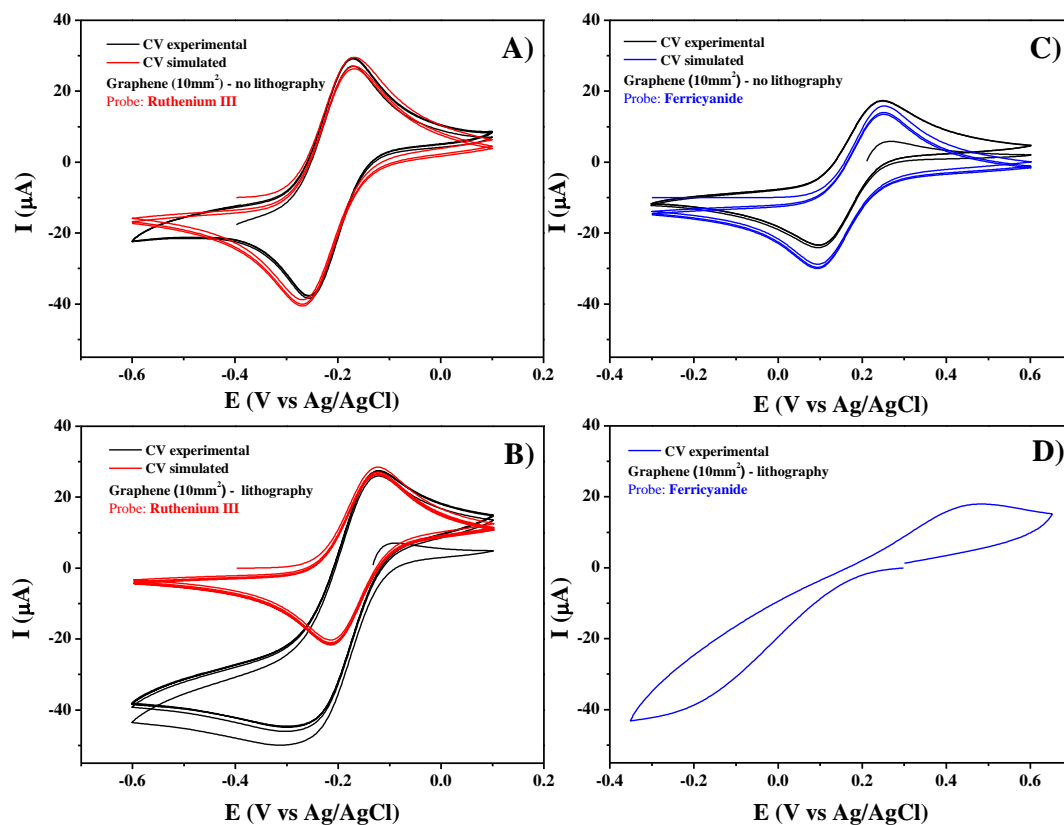 A)
CV experimental
CV simulated
Graphene (10mm²) - no lithography
Probe: Ruthenium III
40
20
0
-20
-40
I (µA)
-0.6
-0.4
-0.2
0.0
0.2
E (V vs Ag/AgCl)
C)
CV experimental
CV simulated
Graphene (10mm²) - no lithography
Probe: Ferricyanide
40
20
0
-20
-40
I (µA)
-0.4
-0.2
0.0
0.2
0.4
0.6
E (V vs Ag/AgCl)
B)
CV experimental
CV simulated
Graphene (10mm²) - lithography
Probe: Ruthenium III
40
20
0
-20
-40
I (µA)
-0.6
-0.4
-0.2
0.0
0.2
E (V vs Ag/AgCl)
D)
CV experimental
Graphene (10mm²) - lithography
Probe: Ferricyanide
40
20
0
-20
-40
I (µA)
-0.4
-0.2
0.0
0.2
0.4
0.6
E (V vs Ag/AgCl)